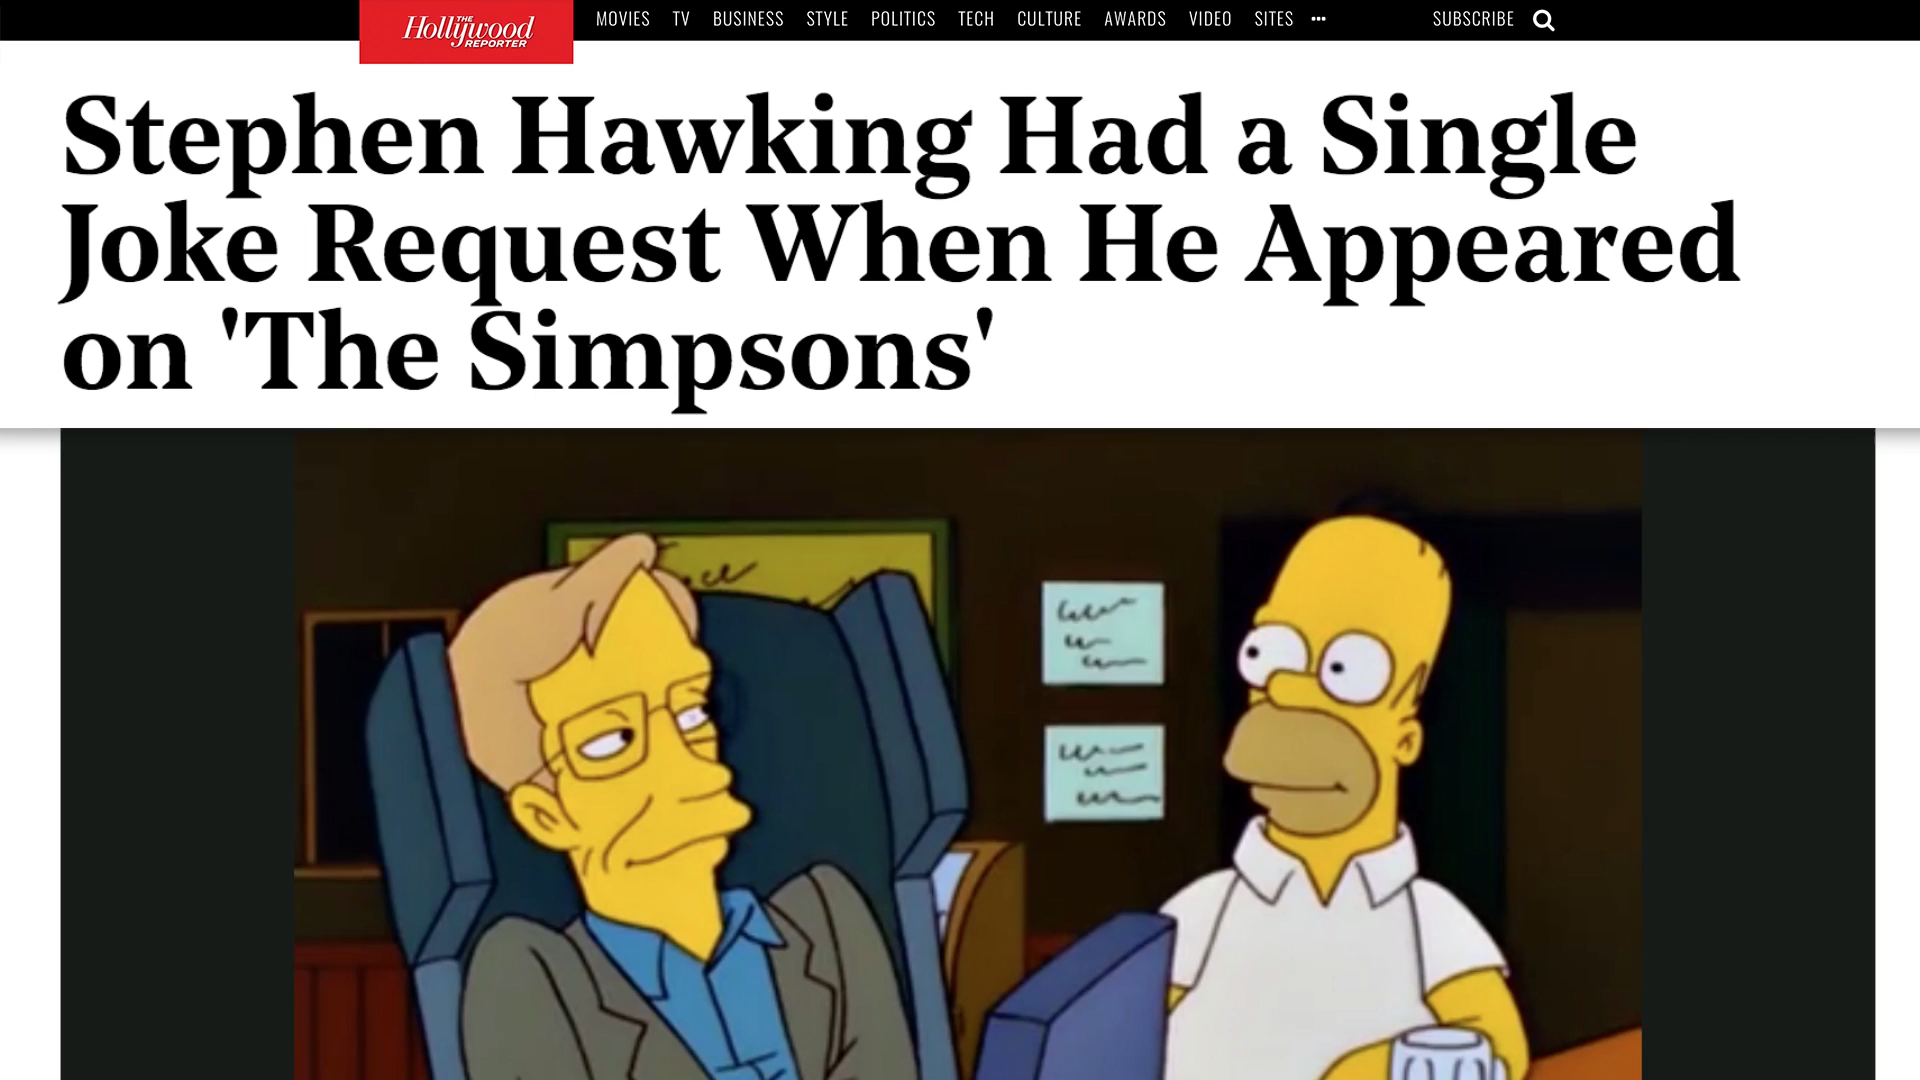 THE Hollywood REPORTER
MOVIES TV BUSINESS STYLE POLITICS TECH CULTURE AWARDS VIDEO SITES ••• SUBSCRIBE
Stephen Hawking Had a Single
Joke Request When He Appeared
on 'The Simpsons'